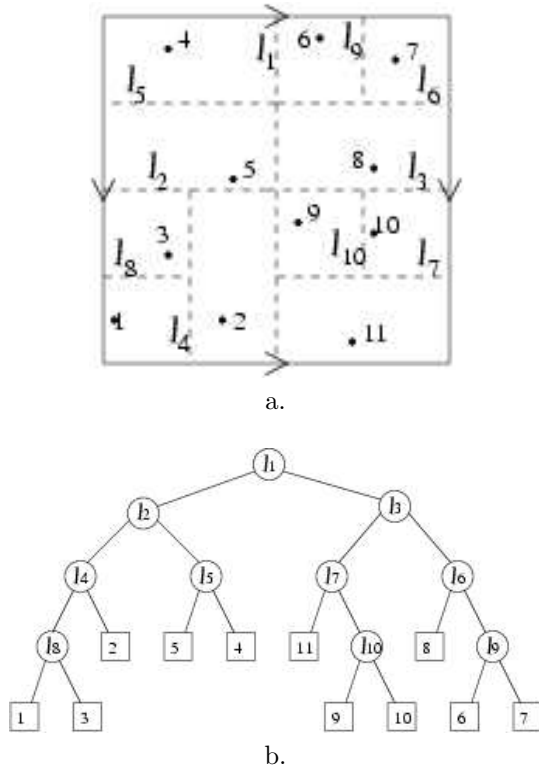 4 l1 6 l9 7
l5 l6
l2 5 8 l3
9
3 l8 l10 10 l7
1 l4 2 11
a.
l1
l2 l3
l4 l5 l7 l6
l8 2 5 4 11 l10 8 l9
1 3 9 10 6 7
b.